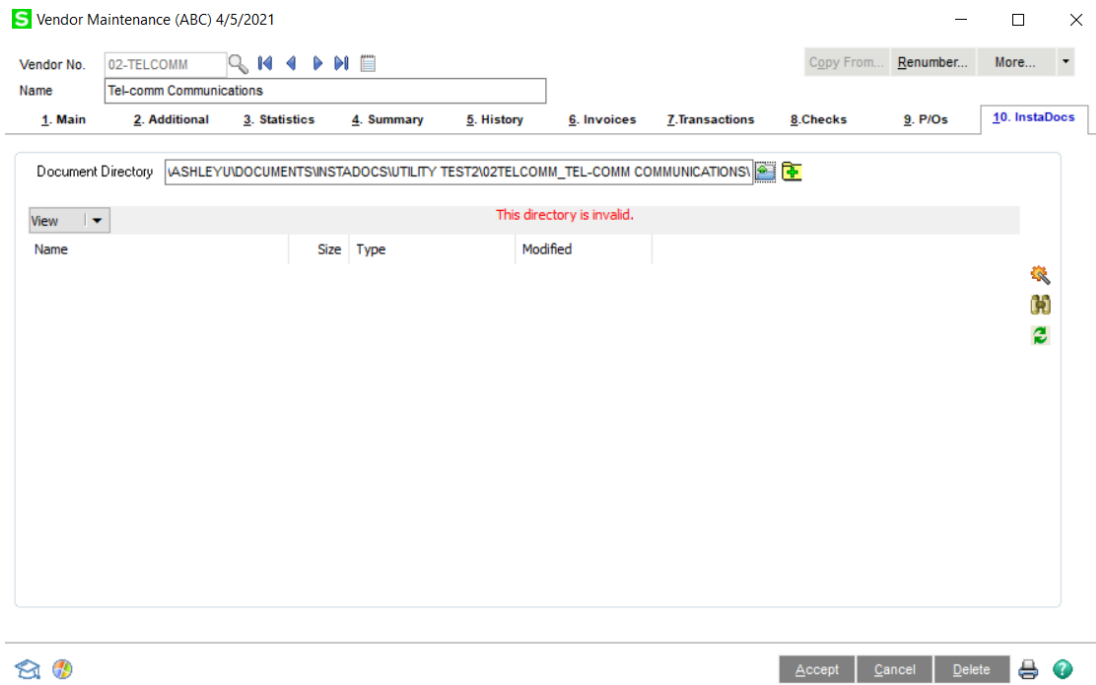 S Vendor Maintenance (ABC) 4/5/2021
Vendor No. 02-TELCOMM Copy From... Renumber... More...
Name Tel-comm Communications
1. Main 2. Additional 3. Statistics 4. Summary 5. History 6. Invoices 7.Transactions 8.Checks 9. P/Os 10. InstaDocs
Document Directory \ASHLEYU\DOCUMENTS\INSTADOCS\UTILITY TEST2\02TELCOMM_TEL-COMM COMMUNICATIONS\
View This directory is invalid.
Name Size Type Modified
Accept Cancel Delete ?